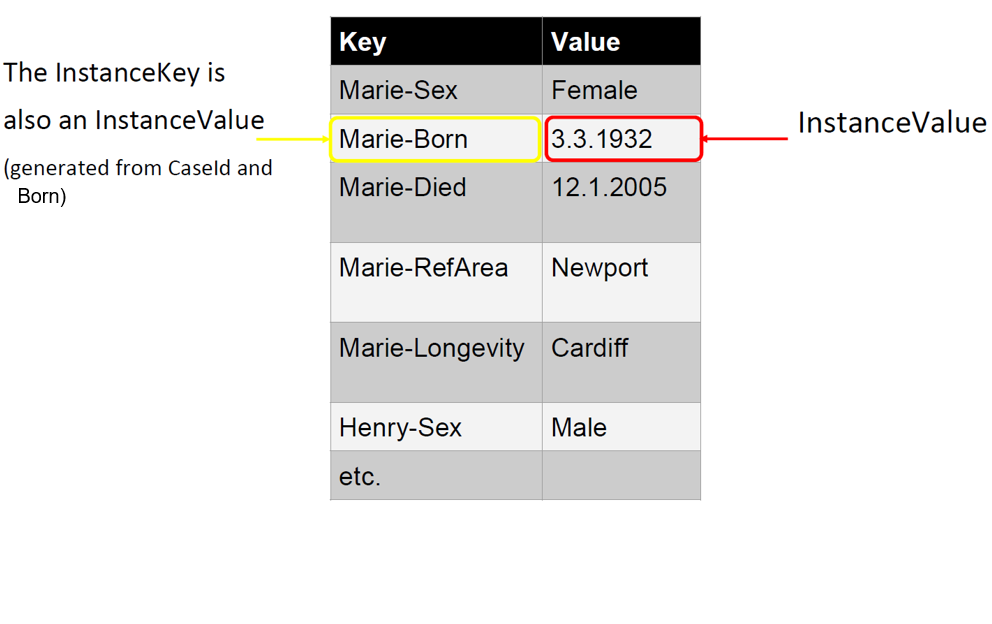 Key Value
The InstanceKey is
also an InstanceValue
(generated from CaseId and
Born)
Marie-Sex Female
Marie-Born 3.3.1932
InstanceValue
Marie-Died 12.1.2005
Marie-RefArea Newport
Marie-Longevity Cardiff
Henry-Sex Male
etc.